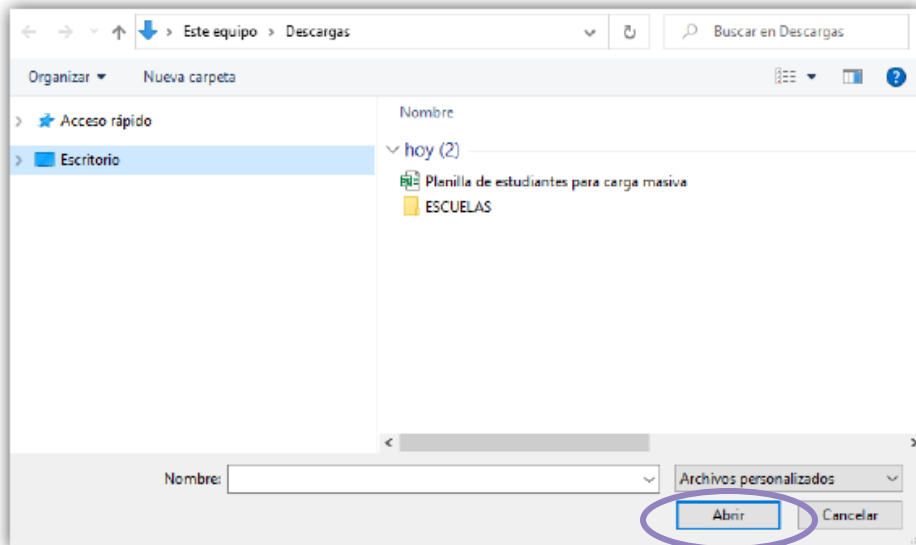 Este equipo > Descargas
Buscar en Descargas
Organizar
Nueva carpeta
Acceso rápido
Escritorio
Nombre
hoy (2)
Planilla de estudiantes para carga masiva
ESCUELAS
Nombre:
Archivos personalizados
Abrir
Cancelar